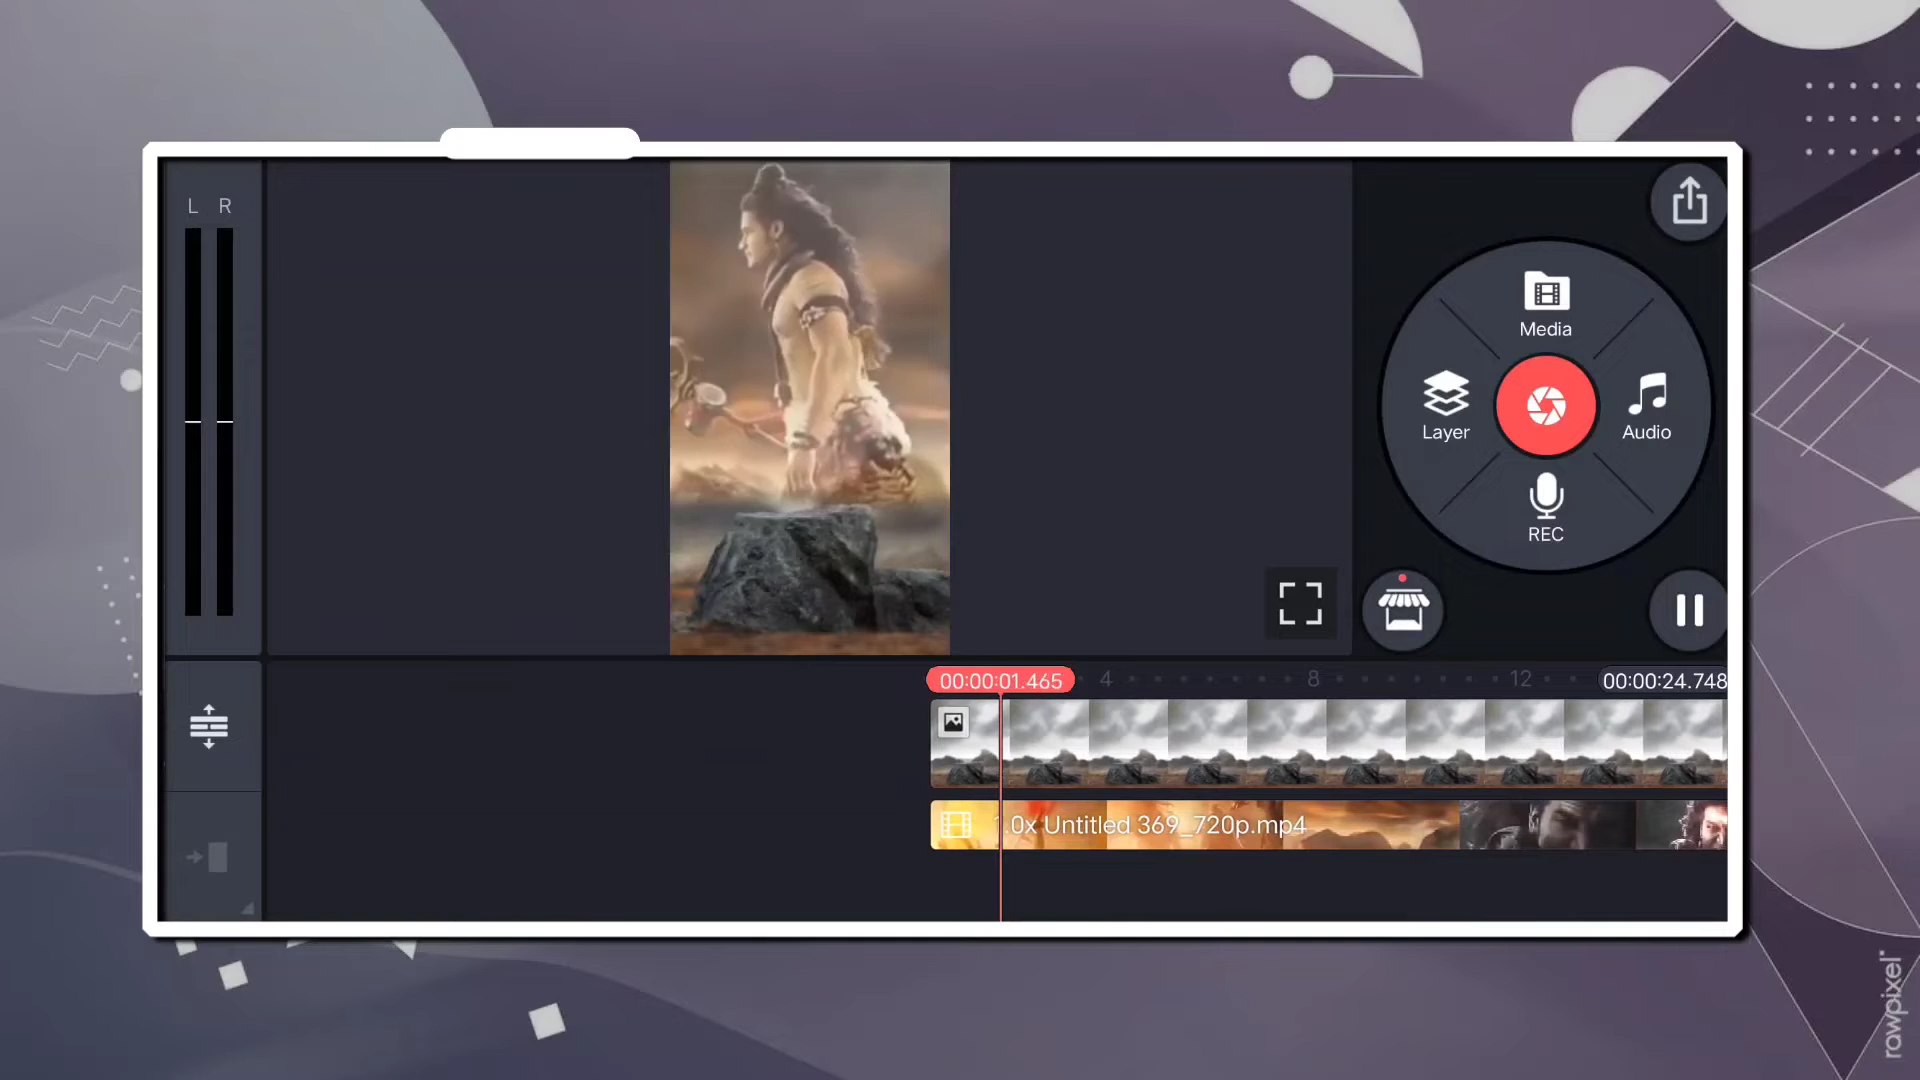 L R
Media
Layer
Audio
REC
00:00:01.465
4
8
12
00:00:24.748
1.0x Untitled 369_720p.mp4
rawpixel